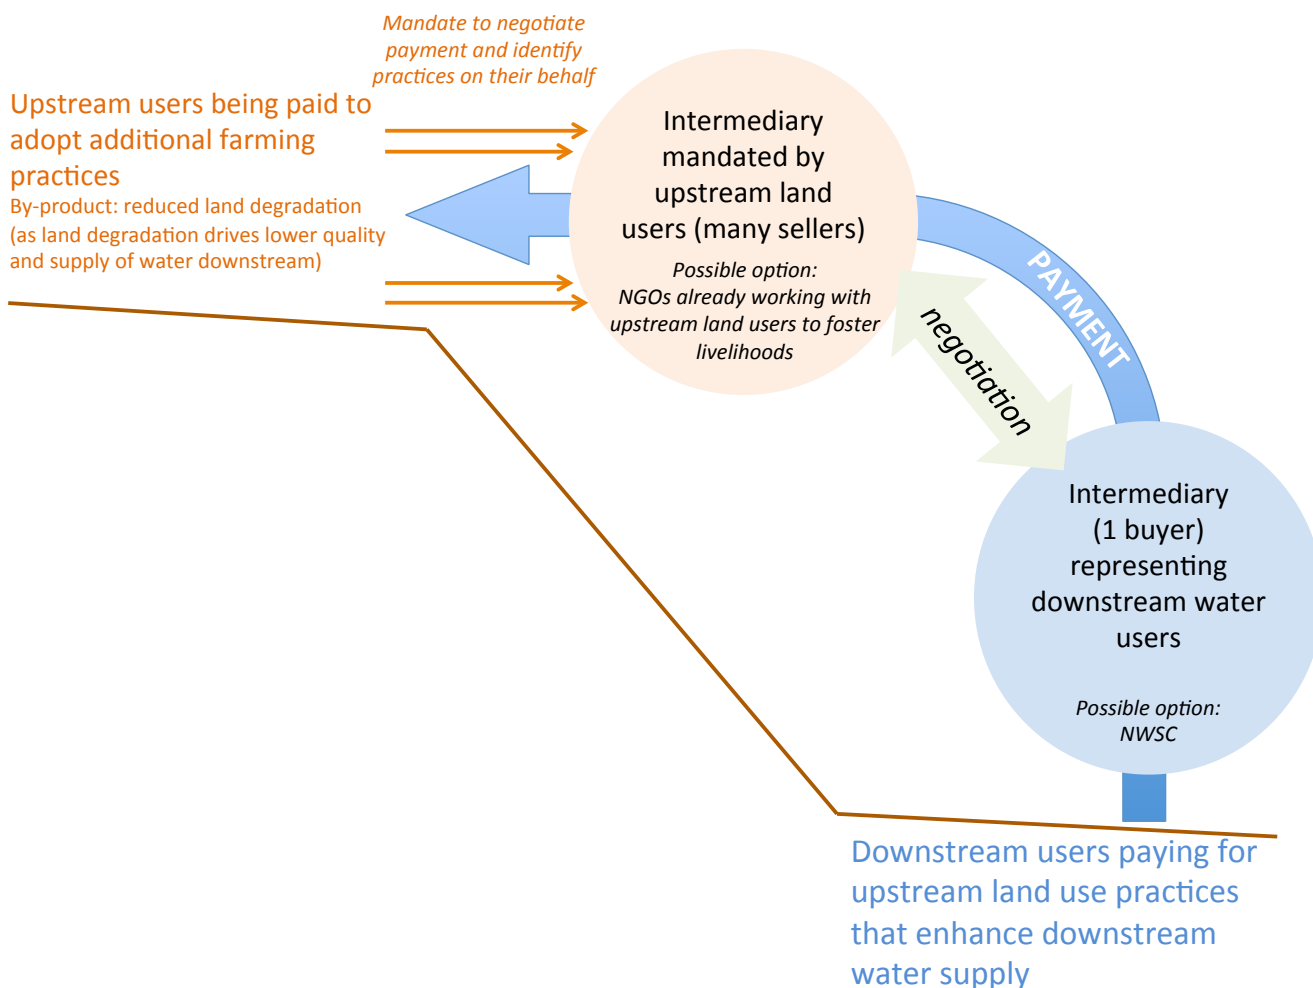 Mandate to negotiate
payment and identify
practices on their behalf
Upstream users being paid to
adopt additional farming
practices
By-product: reduced land degradation
(as land degradation drives lower quality
and supply of water downstream)
Intermediary
mandated by
upstream land
users (many sellers)
Possible option:
NGOs already working with
upstream land users to foster
livelihoods
PAYMENT
negotiation
Intermediary
(1 buyer)
representing
downstream water
users
Possible option:
NWSC
Downstream users paying for
upstream land use practices
that enhance downstream
water supply